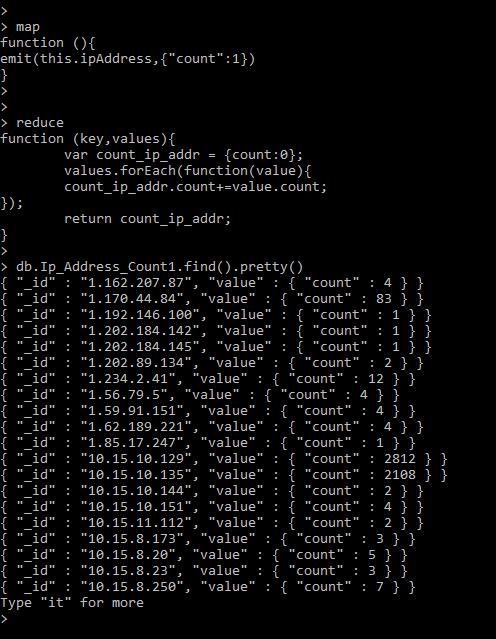 >
> map
function (){
emit(this.ipAddress,{"count":1})
}
>
>
> reduce
function (key,values){
        var count_ip_addr = {count:0};
        values.forEach(function(value){
        count_ip_addr.count+=value.count;
});
        return count_ip_addr;
}
>
> db.Ip_Address_Count1.find().pretty()
{ "_id" : "1.162.207.87", "value" : { "count" : 4 } }
{ "_id" : "1.170.44.84", "value" : { "count" : 83 } }
{ "_id" : "1.192.146.100", "value" : { "count" : 1 } }
{ "_id" : "1.202.184.142", "value" : { "count" : 1 } }
{ "_id" : "1.202.184.145", "value" : { "count" : 1 } }
{ "_id" : "1.202.89.134", "value" : { "count" : 2 } }
{ "_id" : "1.234.2.41", "value" : { "count" : 12 } }
{ "_id" : "1.56.79.5", "value" : { "count" : 4 } }
{ "_id" : "1.59.91.151", "value" : { "count" : 4 } }
{ "_id" : "1.62.189.221", "value" : { "count" : 4 } }
{ "_id" : "1.85.17.247", "value" : { "count" : 1 } }
{ "_id" : "10.15.10.129", "value" : { "count" : 2812 } }
{ "_id" : "10.15.10.135", "value" : { "count" : 2108 } }
{ "_id" : "10.15.10.144", "value" : { "count" : 2 } }
{ "_id" : "10.15.10.151", "value" : { "count" : 4 } }
{ "_id" : "10.15.11.112", "value" : { "count" : 2 } }
{ "_id" : "10.15.8.173", "value" : { "count" : 3 } }
{ "_id" : "10.15.8.20", "value" : { "count" : 5 } }
{ "_id" : "10.15.8.23", "value" : { "count" : 3 } }
{ "_id" : "10.15.8.250", "value" : { "count" : 7 } }
Type "it" for more
>